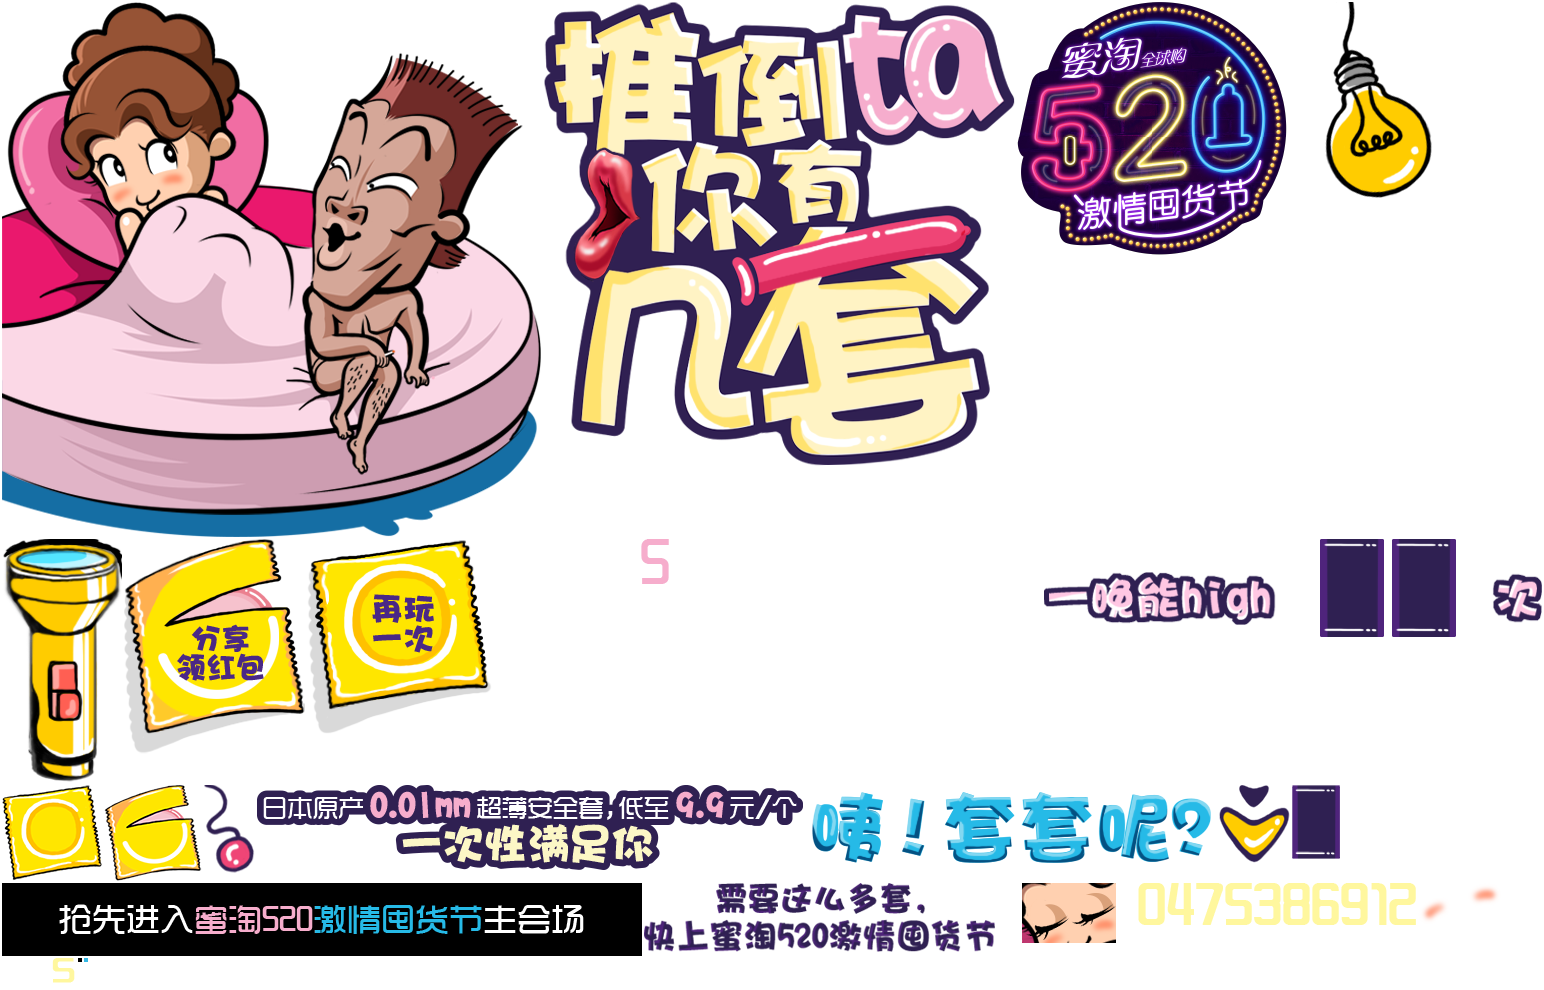 推倒ta
你有
几套
蜜淘全球购
520
激情囤货节
分享
领红包
再玩
一次
5
一晚能high
次
日本原产0.01mm超薄安全套,低至9.9元/个
一次性满足你
咦!套套呢?
抢先进入蜜淘520激情囤货节主会场
需要这么多套,
快上蜜淘520激情囤货节
0475386912
5"